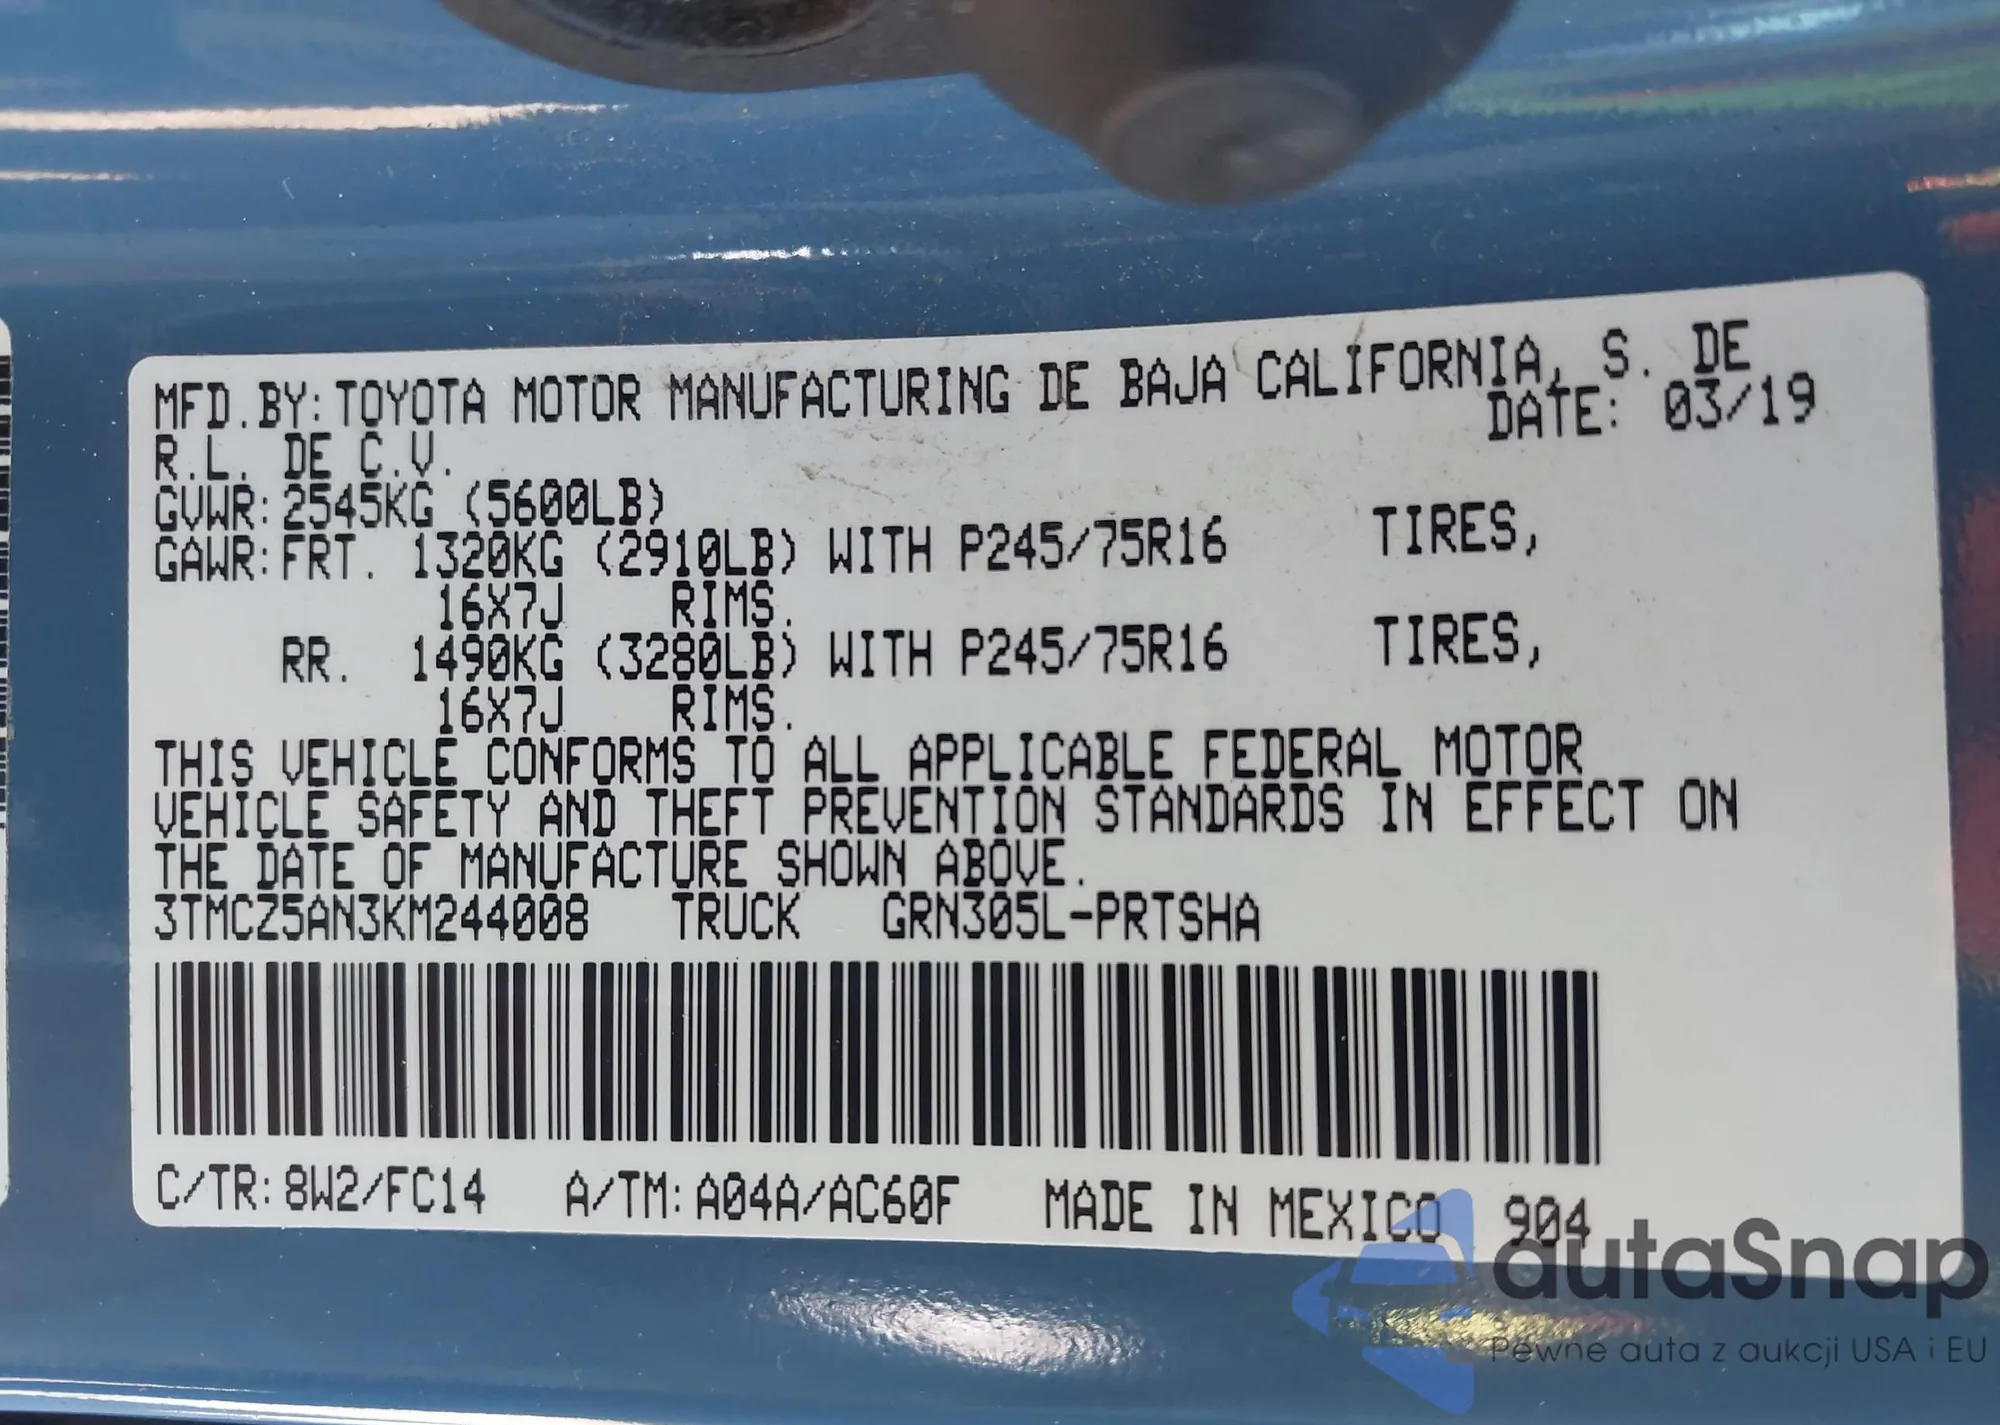 MFD.BY:TOYOTA MOTOR MANUFACTURING DE BAJA CALIFORNIA, S. DE
R.L. DE C.V. DATE: 03/19
GVWR:2545KG (5600LB)
GAWR:FRT. 1320KG (2910LB) WITH P245/75R16 TIRES,
16X7J RIMS.
RR. 1490KG (3280LB) WITH P245/75R16 TIRES,
16X7J RIMS.
THIS VEHICLE CONFORMS TO ALL APPLICABLE FEDERAL MOTOR
VEHICLE SAFETY AND THEFT PREVENTION STANDARDS IN EFFECT ON
THE DATE OF MANUFACTURE SHOWN ABOVE.
3TMCZ5AN3KM244008 TRUCK GRN305L-PRTSHA
C/TR:8W2/FC14 A/TM:A04A/AC60F MADE IN MEXICO 904
autaSnap
Pewne auta z aukcji USA i EU